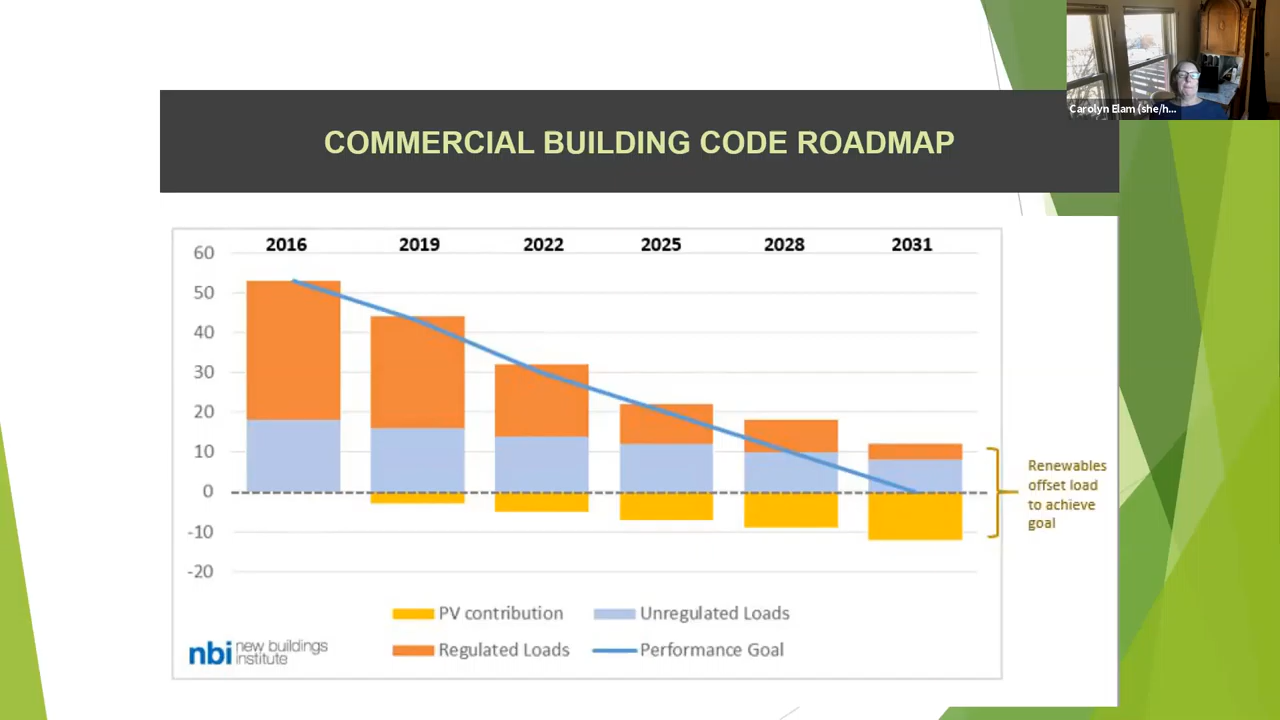 Carolyn Elam (she/h...
COMMERCIAL BUILDING CODE ROADMAP
2016 2019 2022 2025 2028 2031
60
50
40
30
20
10
0
-10
-20
Renewables
offset load
to achieve
goal
PV contribution Unregulated Loads
Regulated Loads Performance Goal
nbi new buildings
institute